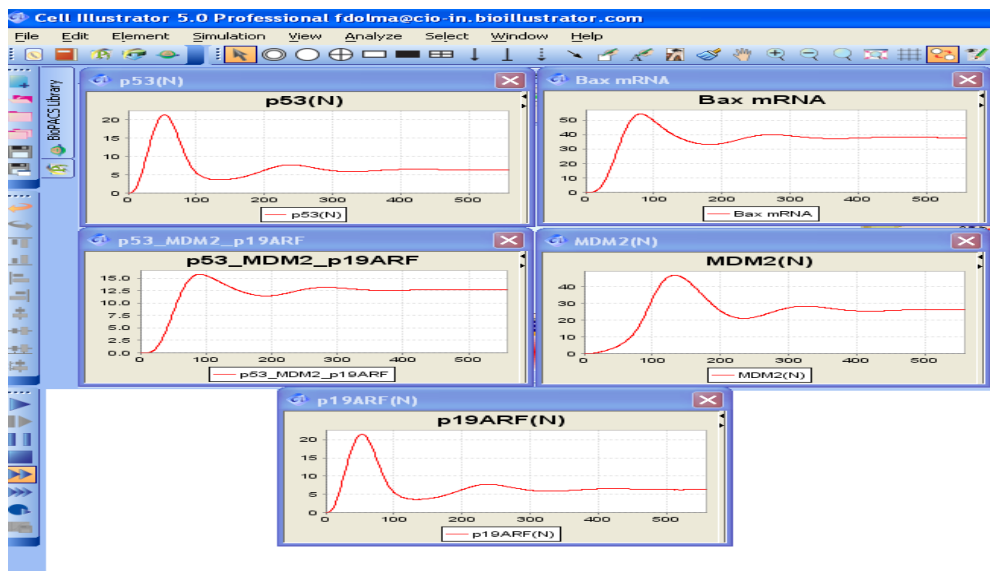 Cell Illustrator 5.0 Professional fdolma@cio-in.bioillustrator.com
File Edit Element Simulation View Analyze Select Window Help
BioPACS Library
p53(N)
p53(N)
20
15
10
5
0
0 100 200 300 400 500
p53(N)
Bax mRNA
Bax mRNA
50
40
30
20
10
0
0 100 200 300 400 500
Bax mRNA
p53_MDM2_p19ARF
p53_MDM2_p19ARF
15.0
12.5
10.0
7.5
5.0
2.5
0.0
0 100 200 300 400 500
p53_MDM2_p19ARF
MDM2(N)
MDM2(N)
40
30
20
10
0
0 100 200 300 400 500
MDM2(N)
p19ARF(N)
p19ARF(N)
20
15
10
5
0
0 100 200 300 400 500
p19ARF(N)